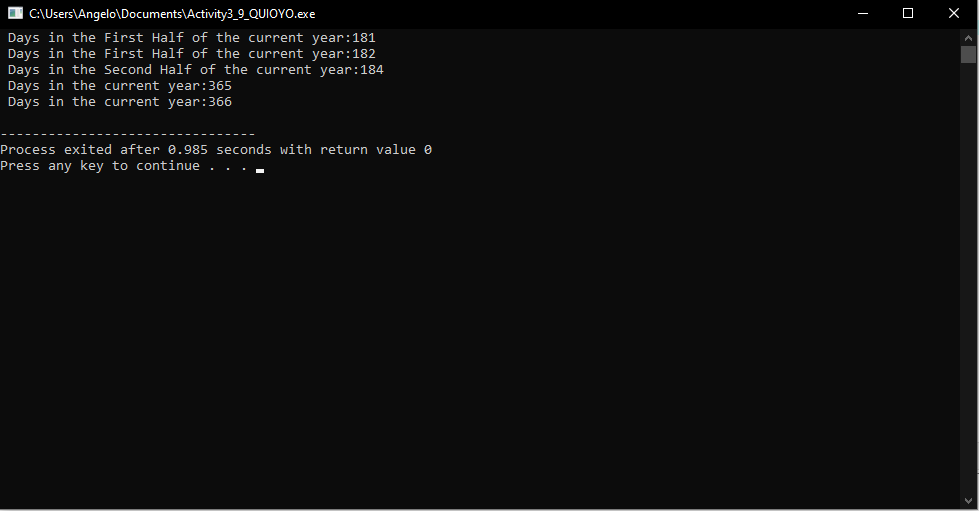 C:\Users\Angelo\Documents\Activity3_9_QUIOYO.exe
Days in the First Half of the current year:181
Days in the First Half of the current year:182
Days in the Second Half of the current year:184
Days in the current year:365
Days in the current year:366
--------------------------------
Process exited after 0.985 seconds with return value 0
Press any key to continue . . .